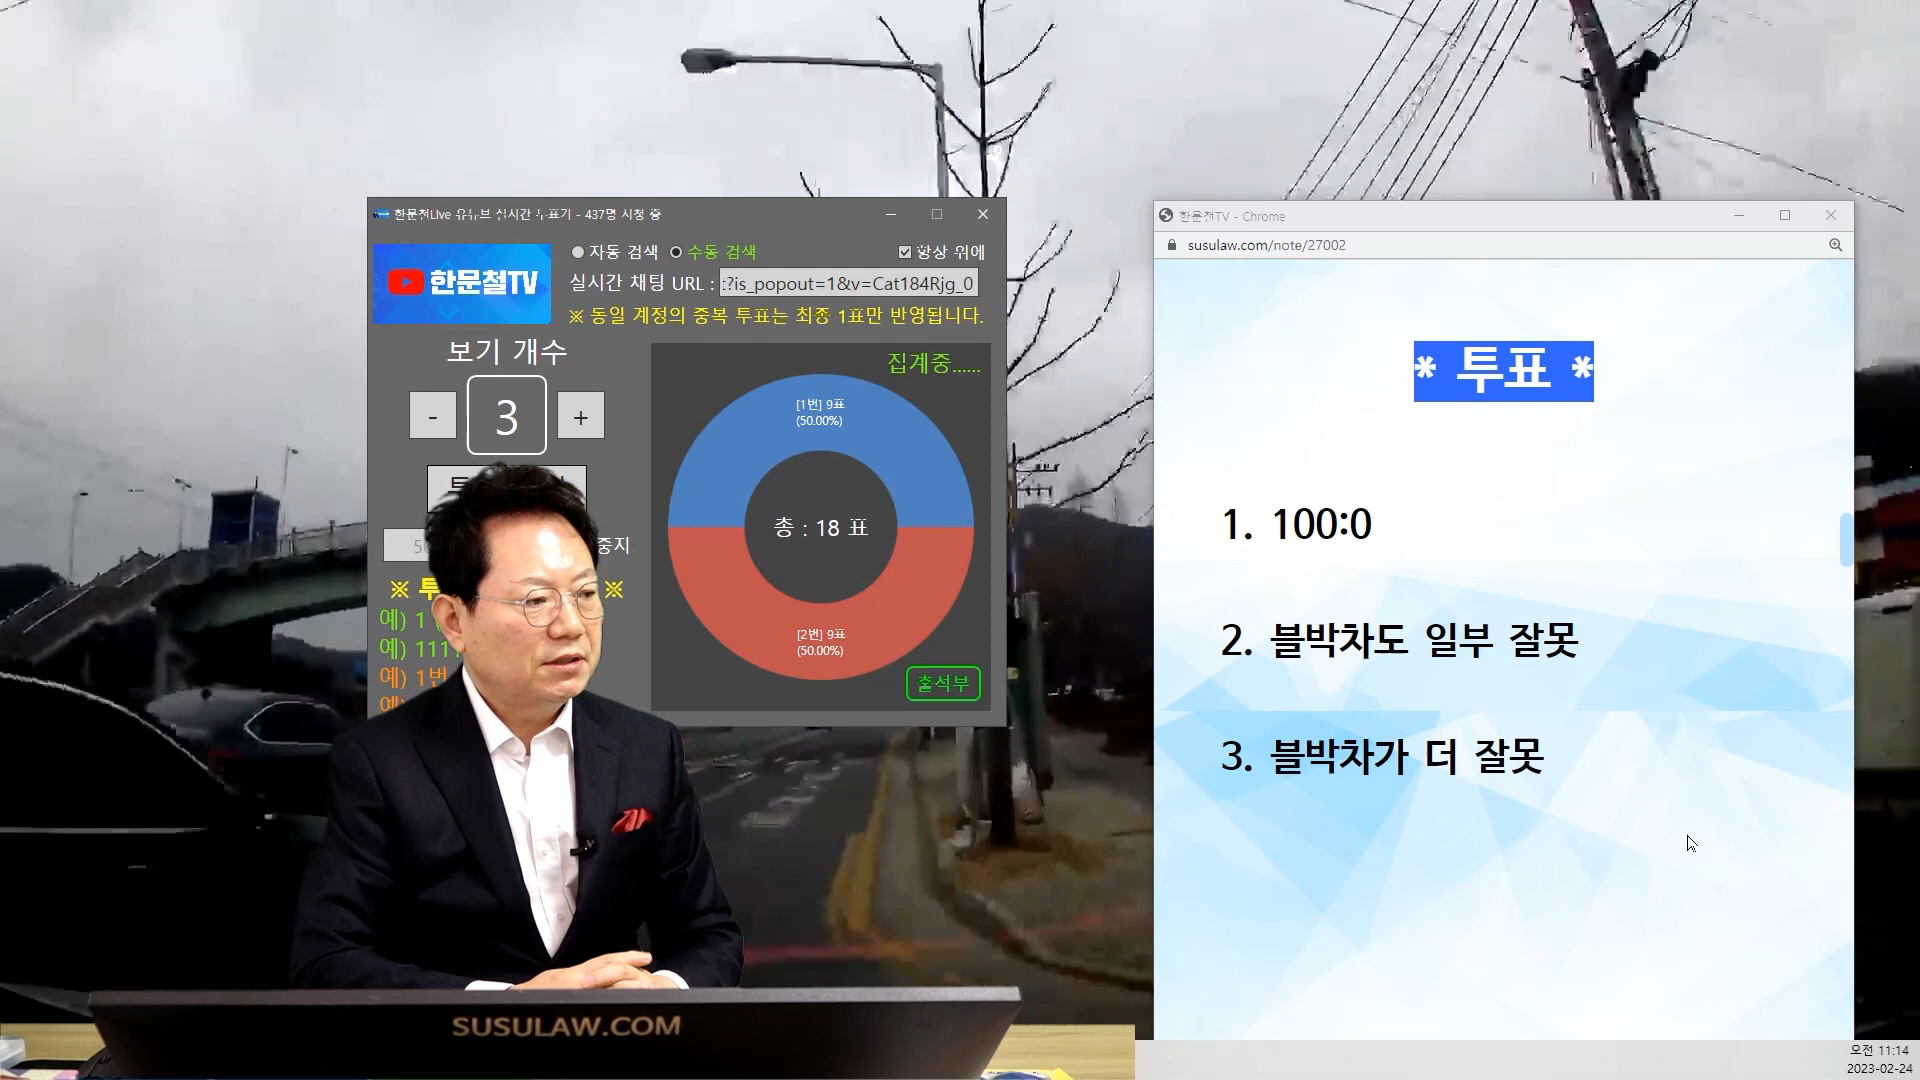 한문철Live 유튜브 실시간 투표기 - 437명 시청 중
한문철TV
자동 검색
수동 검색
항상 위에
실시간 채팅 URL :
t?is_popout=1&v=Cat184Rjg_0
※ 동일 계정의 중복 투표는 최종 1표만 반영됩니다.
보기 개수
-
3
+
중지
※ 투
※
예) 1
예) 111
예) 1번
예)
집계중......
[1번] 9표
(50.00%)
총 : 18 표
[2번] 9표
(50.00%)
출석부
한문철TV - Chrome
susulaw.com/note/27002
* 투표 *
1. 100:0
2. 블박차도 일부 잘못
3. 블박차가 더 잘못
SUSULAW.COM
오전 11:14
2023-02-24